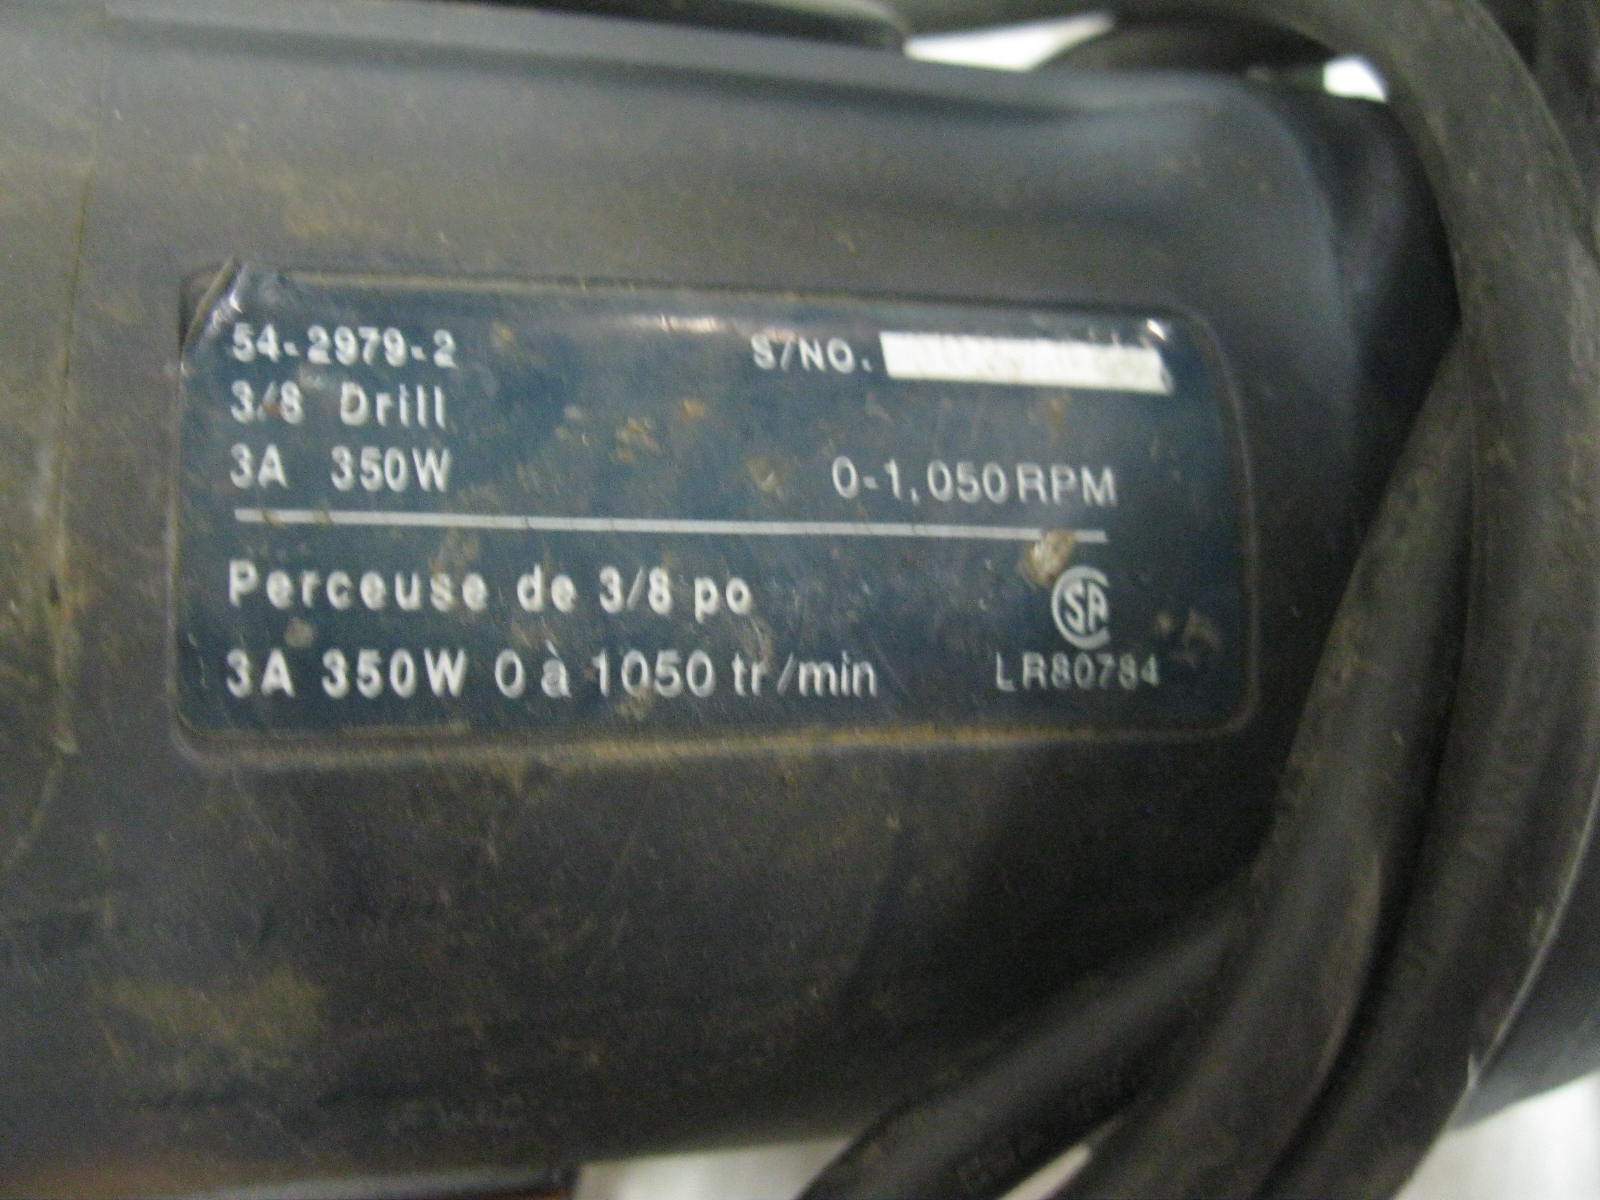 54-2979-2 S/NO.
3/8" Drill
3A 350W 0-1,050 RPM
Perceuse de 3/8 po
SA
3A 350W 0 à 1050 tr/min LR80784